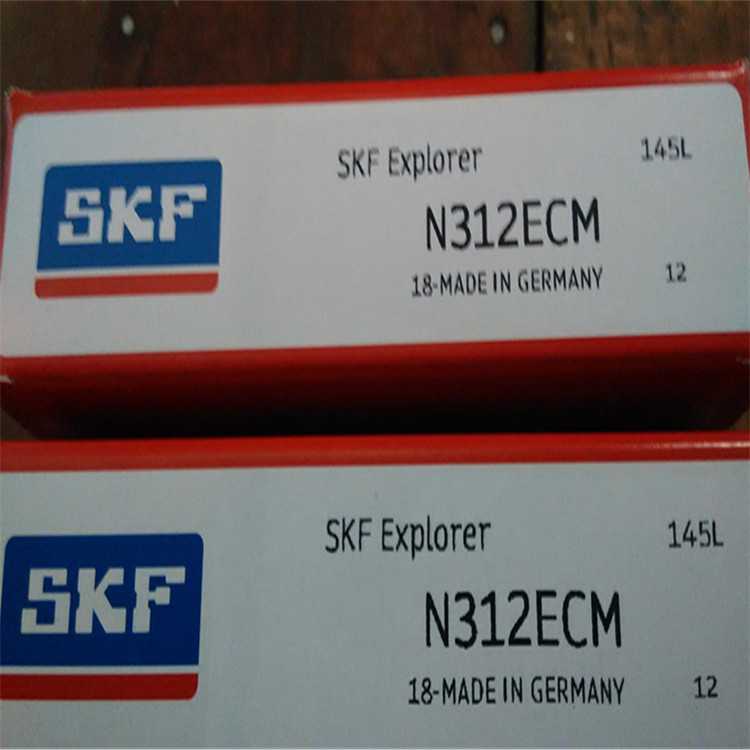 SKF
SKF Explorer
145L
N312ECM
18-MADE IN GERMANY
12
SKF
SKF Explorer
145L
N312ECM
18-MADE IN GERMANY
12